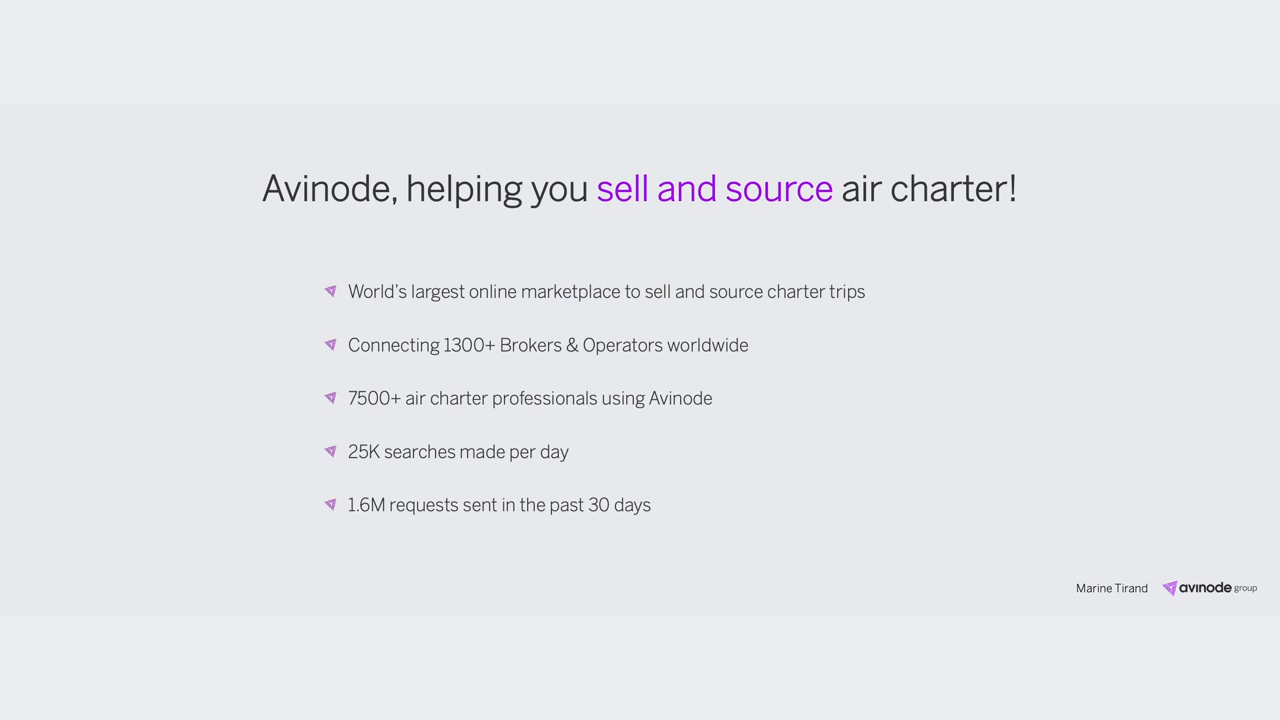 Avinode, helping you sell and source air charter!
World's largest online marketplace to sell and source charter trips
Connecting 1300+ Brokers & Operators worldwide
7500+ air charter professionals using Avinode
25K searches made per day
1.6M requests sent in the past 30 days
Marine Tirand avinode group